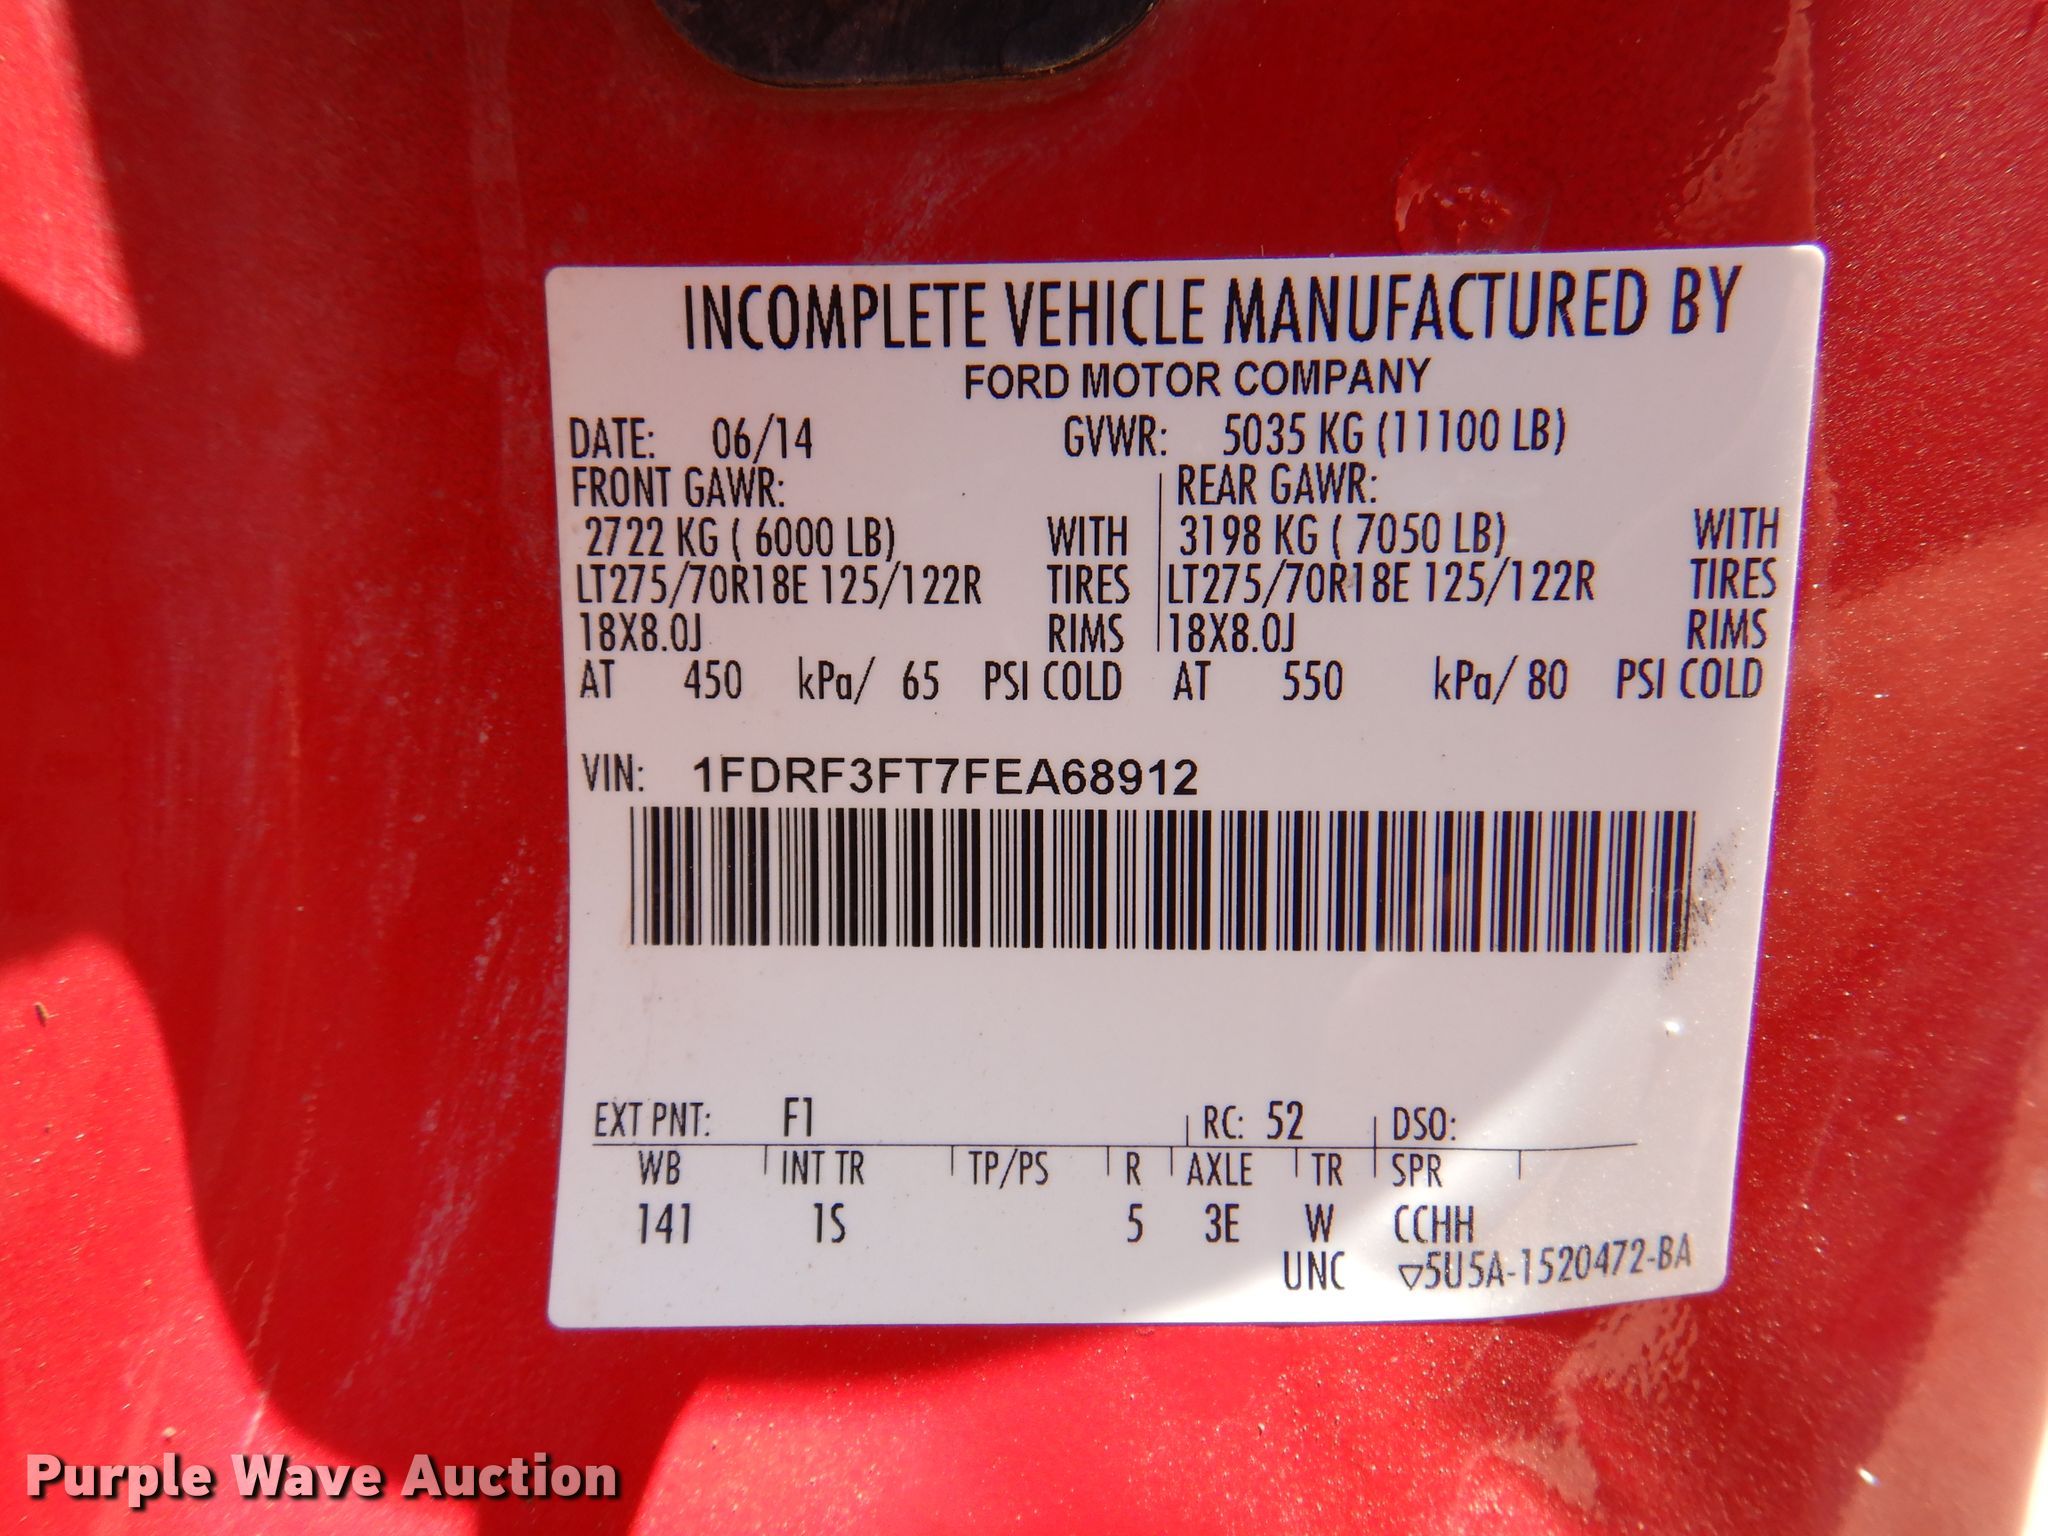 INCOMPLETE VEHICLE MANUFACTURED BY
FORD MOTOR COMPANY
DATE: 06/14 GVWR: 5035 KG (11100 LB)
FRONT GAWR: REAR GAWR:
2722 KG ( 6000 LB) WITH 3198 KG ( 7050 LB) WITH
LT275/70R18E 125/122R TIRES LT275/70R18E 125/122R TIRES
18X8.0J RIMS 18X8.0J RIMS
AT 450 kPa/ 65 PSI COLD AT 550 kPa/ 80 PSI COLD
VIN: 1FDRF3FT7FEA68912
EXT PNT: F1 RC: 52 DSO:
WB INT TR TP/PS R AXLE TR SPR
141 1S 5 3E W CCHH
UNC ▽5U5A-1520472-BA
Purple Wave Auction